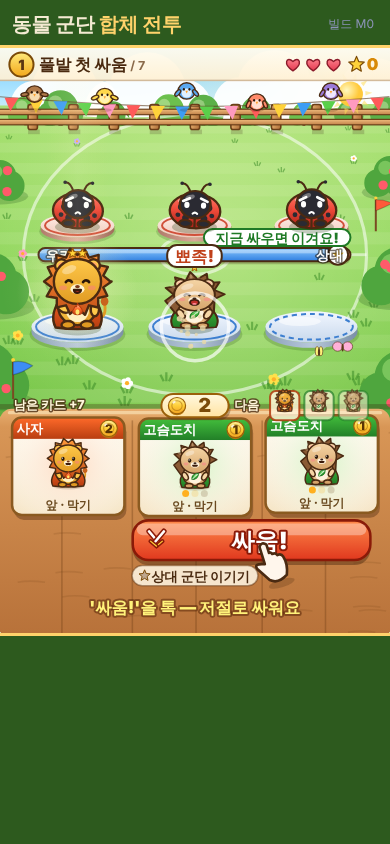 동물 군단 합체 전투
빌드 M0
1 풀밭 첫 싸움 / 7
0
지금 싸우면 이겨요!
상대
뾰족!
남은 카드 +7
2
다음
사자 2
앞 · 막기
고슴도치 1
앞 · 막기
고슴도치 1
앞 · 막기
싸움!
상대 군단 이기기
'싸움!'을 톡 — 저절로 싸워요